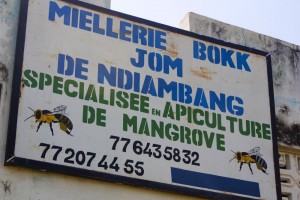 MIELLERIE BOKK
JOM
DE NDIAMBANG
SPECIALISEE EN APICULTURE
DE MANGROVE
77 643 58 32
77 207 44 55